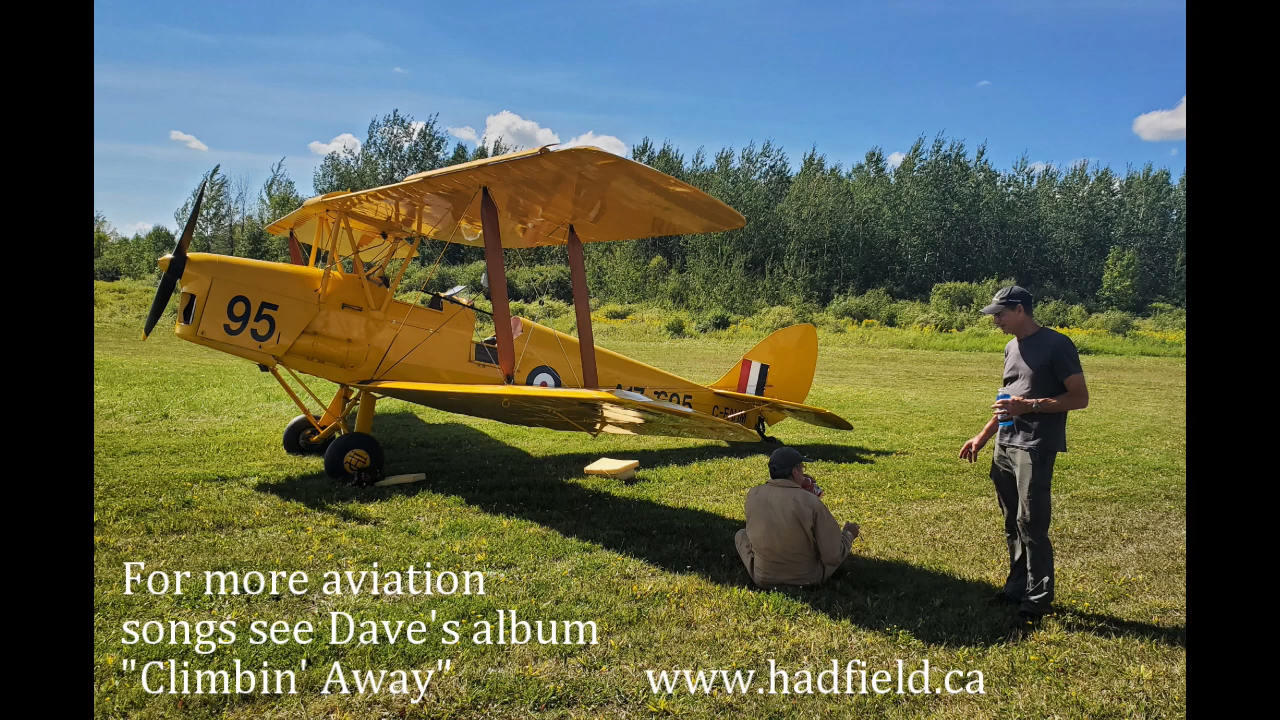 95
For more aviation
songs see Dave's album
"Climbin' Away"
www.hadfield.ca